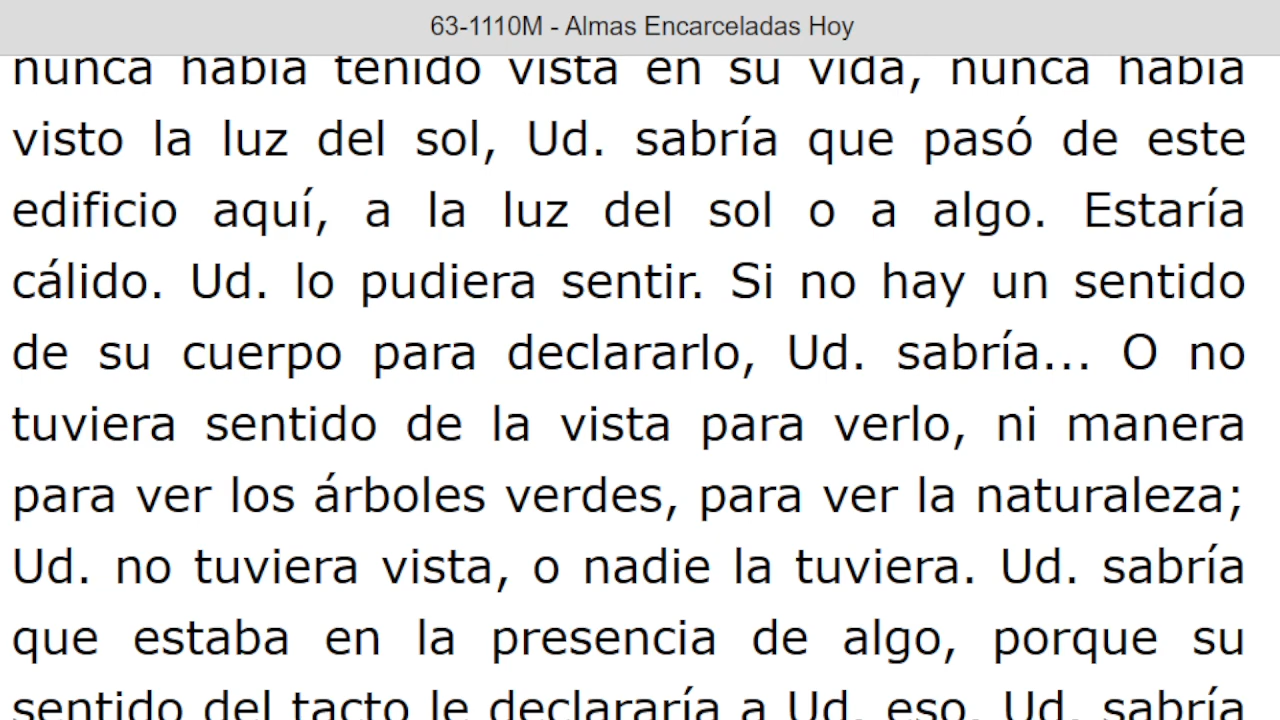 63-1110M - Almas Encarceladas Hoy
nunca había tenido vista en su vida, nunca había
visto la luz del sol, Ud. sabría que pasó de este
edificio aquí, a la luz del sol o a algo. Estaría
cálido. Ud. lo pudiera sentir. Si no hay un sentido
de su cuerpo para declararlo, Ud. sabría... O no
tuviera sentido de la vista para verlo, ni manera
para ver los árboles verdes, para ver la naturaleza;
Ud. no tuviera vista, o nadie la tuviera. Ud. sabría
que estaba en la presencia de algo, porque su
sentido del tacto le declararía a Ud. eso. Ud. sabría